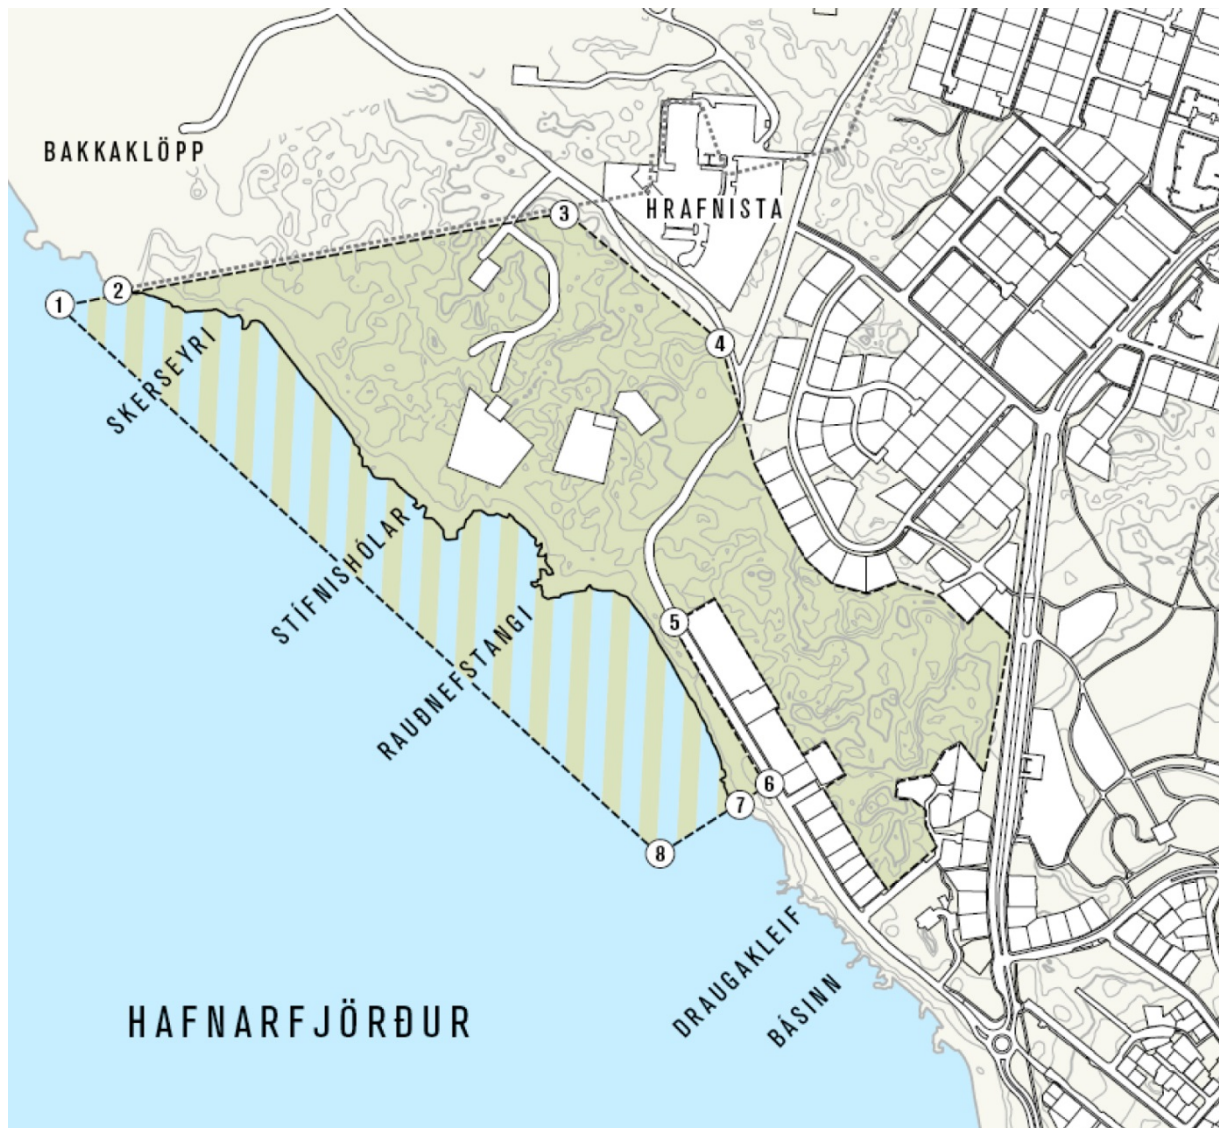 BAKKAKLÖPP
HRAFNISTA
3
2
1
4
SKERSEYRI
STÍFNISHÓLAR
5
RAUÐNEFSTANGI
6
7
8
DRAUGAKLEIF
BÁSINN
HAFNARFJÖRÐUR